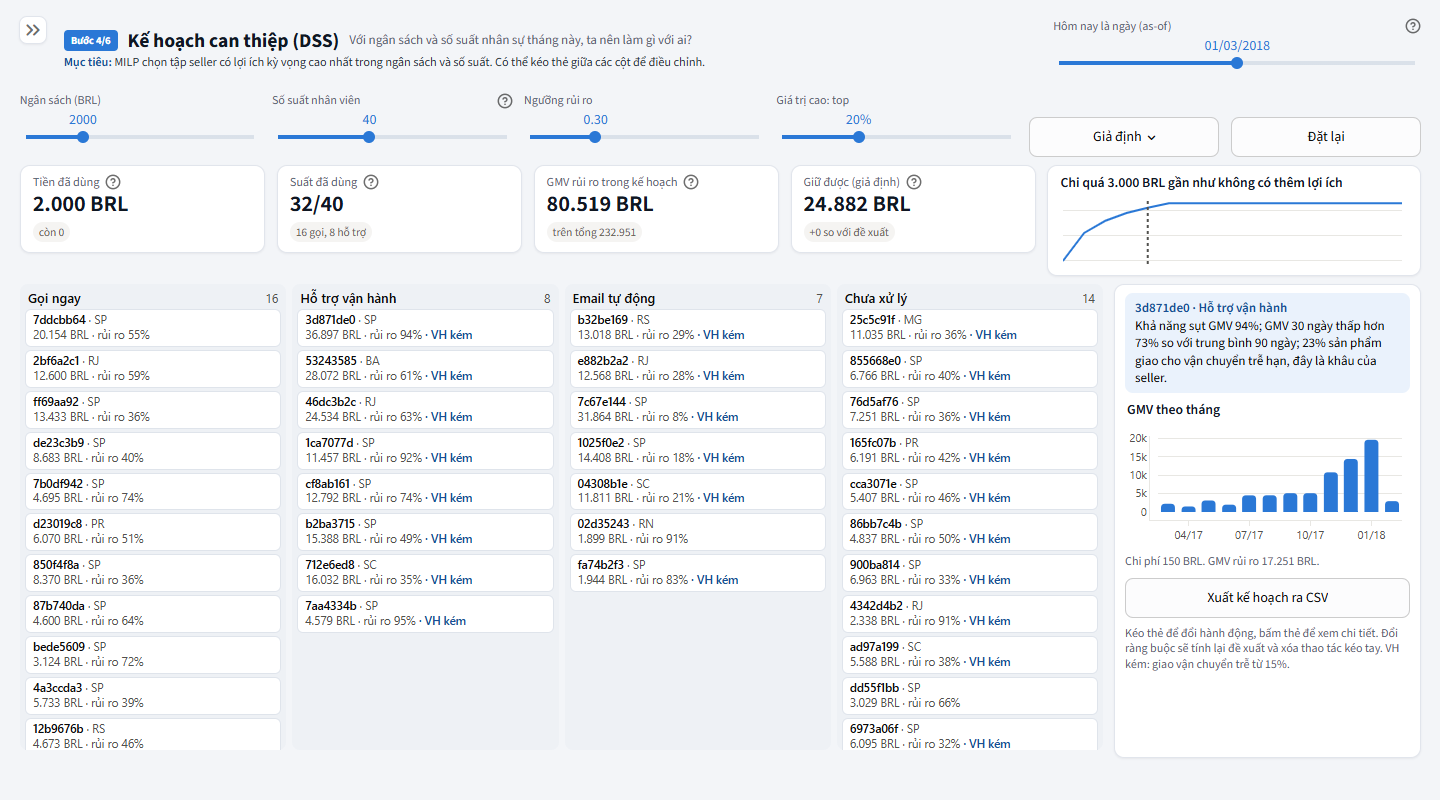 Bước 4/6 Kế hoạch can thiệp (DSS) Với ngân sách và số suất nhân sự tháng này, ta nên làm gì với ai?
Mục tiêu: MILP chọn tập seller có lợi ích kỳ vọng cao nhất trong ngân sách và số suất. Có thể kéo thẻ giữa các cột để điều chỉnh.
Hôm nay là ngày (as-of)
01/03/2018
Ngân sách (BRL)
2000
Số suất nhân viên
40
Ngưỡng rủi ro
0.30
Giá trị cao: top
20%
Giả định
Đặt lại
Tiền đã dùng
2.000 BRL
còn 0
Suất đã dùng
32/40
16 gọi, 8 hỗ trợ
GMV rủi ro trong kế hoạch
80.519 BRL
trên tổng 232.951
Giữ được (giả định)
24.882 BRL
+0 so với đề xuất
Chi quá 3.000 BRL gần như không có thêm lợi ích
Gọi ngay 16
7ddcbb64 · SP
20.154 BRL · rủi ro 55%
2bf6a2c1 · RJ
12.600 BRL · rủi ro 59%
ff69aa92 · SP
13.433 BRL · rủi ro 36%
de23c3b9 · SP
8.683 BRL · rủi ro 40%
7b0df942 · SP
4.695 BRL · rủi ro 74%
d23019c8 · PR
6.070 BRL · rủi ro 51%
850f4f8a · SP
8.370 BRL · rủi ro 36%
87b740da · SP
4.600 BRL · rủi ro 64%
bede5609 · SP
3.124 BRL · rủi ro 72%
4a3ccda3 · SP
5.733 BRL · rủi ro 39%
12b9676b · RS
4.673 BRL · rủi ro 46%
Hỗ trợ vận hành 8
3d871de0 · SP
36.897 BRL · rủi ro 94% · VH kém
53243585 · BA
28.072 BRL · rủi ro 61% · VH kém
46dc3b2c · RJ
24.534 BRL · rủi ro 63% · VH kém
1ca7077d · SP
11.457 BRL · rủi ro 92% · VH kém
cf8ab161 · SP
12.792 BRL · rủi ro 74% · VH kém
b2ba3715 · SP
15.388 BRL · rủi ro 49% · VH kém
712e6ed8 · SC
16.032 BRL · rủi ro 35% · VH kém
7aa4334b · SP
4.579 BRL · rủi ro 95% · VH kém
Email tự động 7
b32be169 · RS
13.018 BRL · rủi ro 29% · VH kém
e882b2a2 · RJ
12.568 BRL · rủi ro 28% · VH kém
7c67e144 · SP
31.864 BRL · rủi ro 8% · VH kém
1025f0e2 · SP
14.408 BRL · rủi ro 18% · VH kém
04308b1e · SC
11.811 BRL · rủi ro 21% · VH kém
02d35243 · RN
1.899 BRL · rủi ro 91%
fa74b2f3 · SP
1.944 BRL · rủi ro 83% · VH kém
Chưa xử lý 14
25c5c91f · MG
11.035 BRL · rủi ro 36% · VH kém
855668e0 · SP
6.766 BRL · rủi ro 40% · VH kém
76d5af76 · SP
7.251 BRL · rủi ro 36% · VH kém
165fc07b · PR
6.191 BRL · rủi ro 42% · VH kém
cca3071e · SP
5.407 BRL · rủi ro 46% · VH kém
86bb7c4b · SP
4.837 BRL · rủi ro 50% · VH kém
900ba814 · SP
6.963 BRL · rủi ro 33% · VH kém
4342d4b2 · RJ
2.338 BRL · rủi ro 91% · VH kém
ad97a199 · SC
5.588 BRL · rủi ro 38% · VH kém
dd55f1bb · SP
3.029 BRL · rủi ro 66%
6973a06f · SP
6.095 BRL · rủi ro 32% · VH kém
3d871de0 · Hỗ trợ vận hành
Khả năng sụt GMV 94%; GMV 30 ngày thấp hơn
73% so với trung bình 90 ngày; 23% sản phẩm
giao cho vận chuyển trễ hạn, đây là khâu của
seller.
GMV theo tháng
20k
15k
10k
5k
0
04/17 07/17 10/17 01/18
Chi phí 150 BRL. GMV rủi ro 17.251 BRL.
Xuất kế hoạch ra CSV
Kéo thẻ để đổi hành động, bấm thẻ để xem chi tiết. Đổi
ràng buộc sẽ tính lại đề xuất và xóa thao tác kéo tay. VH
kém: giao vận chuyển trễ từ 15%.